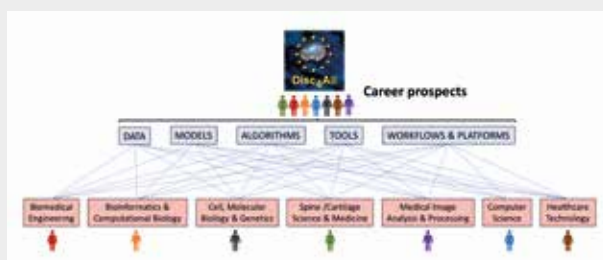 Disc4All
Career prospects
DATA
MODELS
ALGORITHMS
TOOLS
WORKFLOWS & PLATFORMS
Biomedical
Engineering
Bioinformatics &
Computational Biology
Cell, Molecular
Biology & Genetics
Spine /Cartilage
Science & Medicine
Medical Image
Analysis & Processing
Computer
Science
Healthcare
Technology